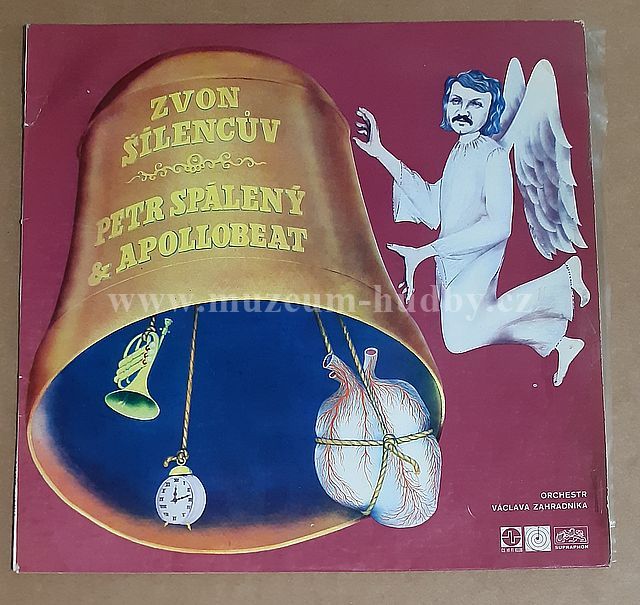 ZVON
ŠÍLENCŮV
PETR SPÁLENÝ
& APOLLOBEAT
www.muzeum-hudby.cz
ORCHESTR
VÁCLAVA ZAHRADNÍKA
SUPRAPHON